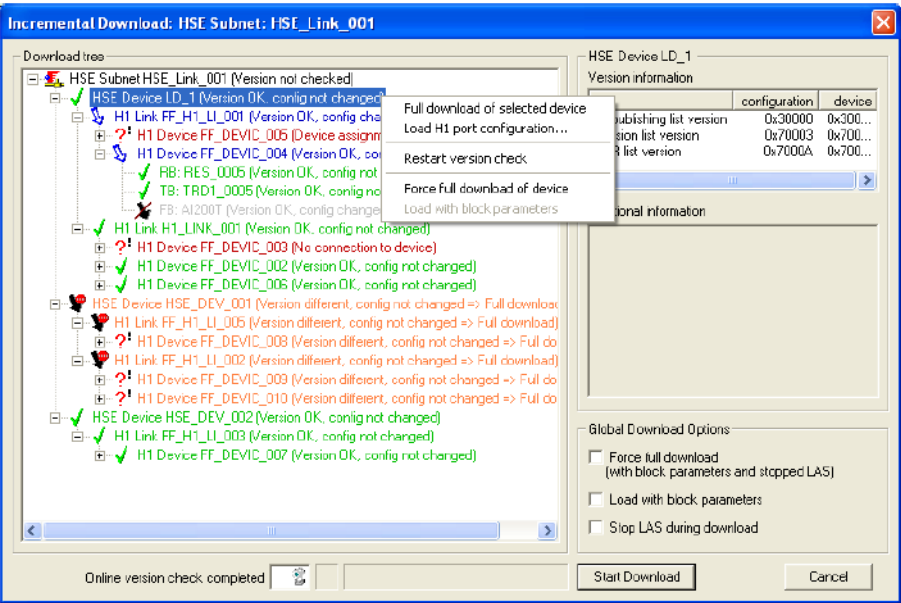 Incremental Download: HSE Subnet: HSE_Link_001
Download tree
HSE Subnet HSE_Link_001 (Version not checked)
HSE Device LD_1 (Version OK, config not changed)
H1 Link FF_H1_LI_001 (Version OK, config cha
H1 Device FF_DEVIC_005 (Device assignm
H1 Device FF_DEVIC_004 (Version OK, co
RB: RES_0005 (Version OK, config not
TB: TRD1_0005 (Version OK, config no
FB: AI200T (Version OK, config change
H1 Link H1_LINK_001 (Version OK, config not changed)
H1 Device FF_DEVIC_003 (No connection to device)
H1 Device FF_DEVIC_002 (Version OK, config not changed)
H1 Device FF_DEVIC_006 (Version OK, config not changed)
HSE Device HSE_DEV_001 (Version different, config not changed => Full download
H1 Link FF_H1_LI_005 (Version different, config not changed => Full download)
H1 Device FF_DEVIC_008 (Version different, config not changed => Full do
H1 Link FF_H1_LI_002 (Version different, config not changed => Full download)
H1 Device FF_DEVIC_009 (Version different, config not changed => Full do
H1 Device FF_DEVIC_010 (Version different, config not changed => Full do
HSE Device HSE_DEV_002 (Version OK, config not changed)
H1 Link FF_H1_LI_003 (Version OK, config not changed)
H1 Device FF_DEVIC_007 (Version OK, config not changed)
Full download of selected device
Load H1 port configuration...
Restart version check
Force full download of device
Load with block parameters
HSE Device LD_1
Version information
configuration device
ublishing list version 0x30000 0x300...
sion list version 0x70003 0x700...
R list version 0x7000A 0x700...
ional information
Global Download Options
Force full download
(with block parameters and stopped LAS)
Load with block parameters
Stop LAS during download
Online version check completed
Start Download
Cancel